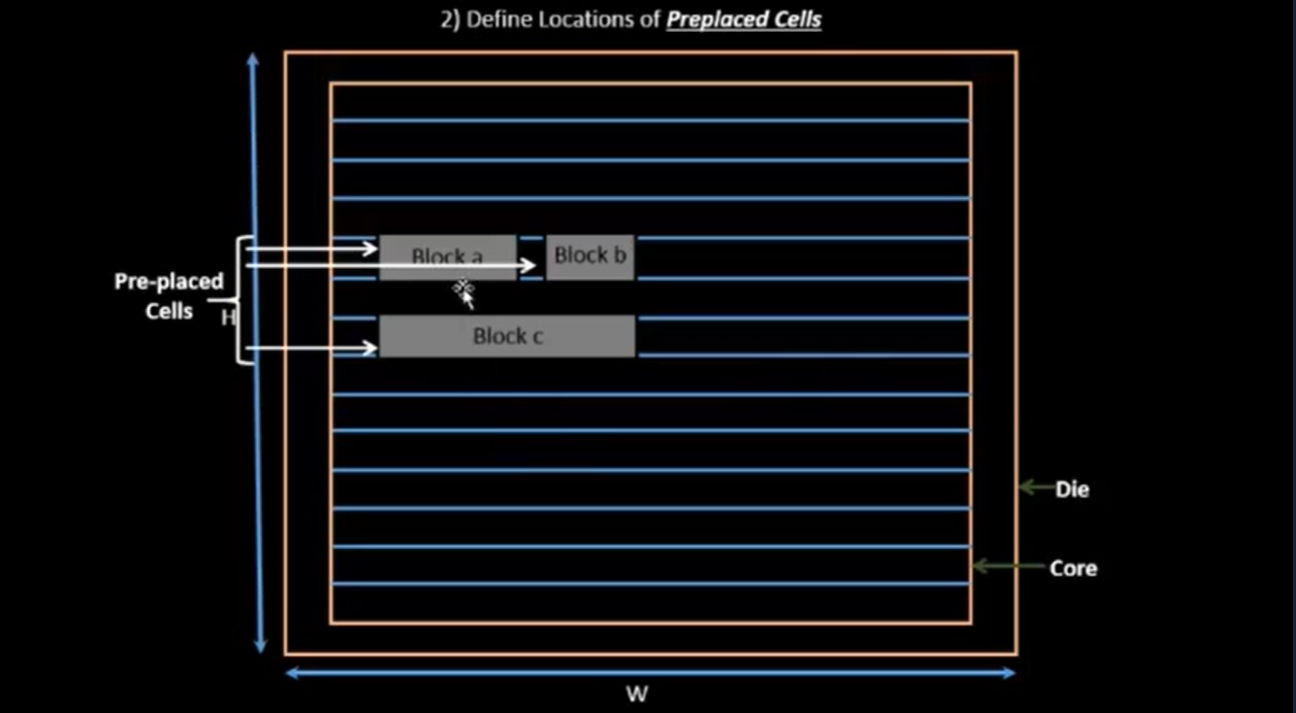 2) Define Locations of Preplaced Cells
Block a
Block b
Pre-placed
Cells
H
Block c
Die
Core
W